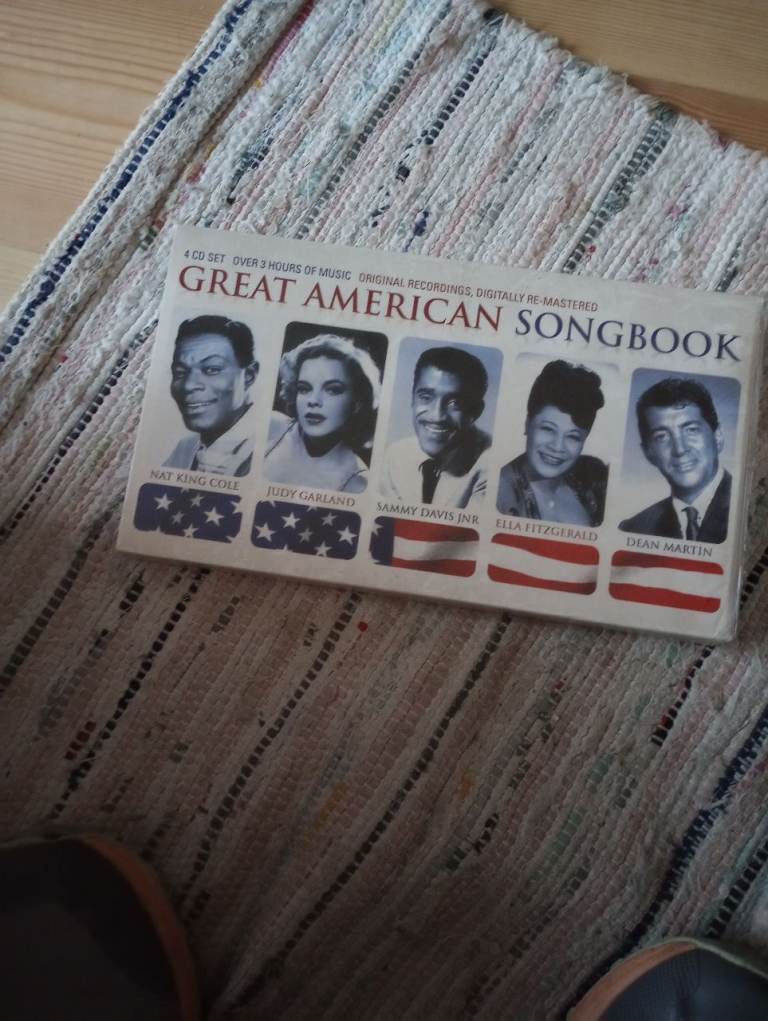 4 CD SET OVER 3 HOURS OF MUSIC ORIGINAL RECORDINGS, DIGITALLY RE-MASTERED
GREAT AMERICAN SONGBOOK
NAT KING COLE
JUDY GARLAND
SAMMY DAVIS JNR
ELLA FITZGERALD
DEAN MARTIN